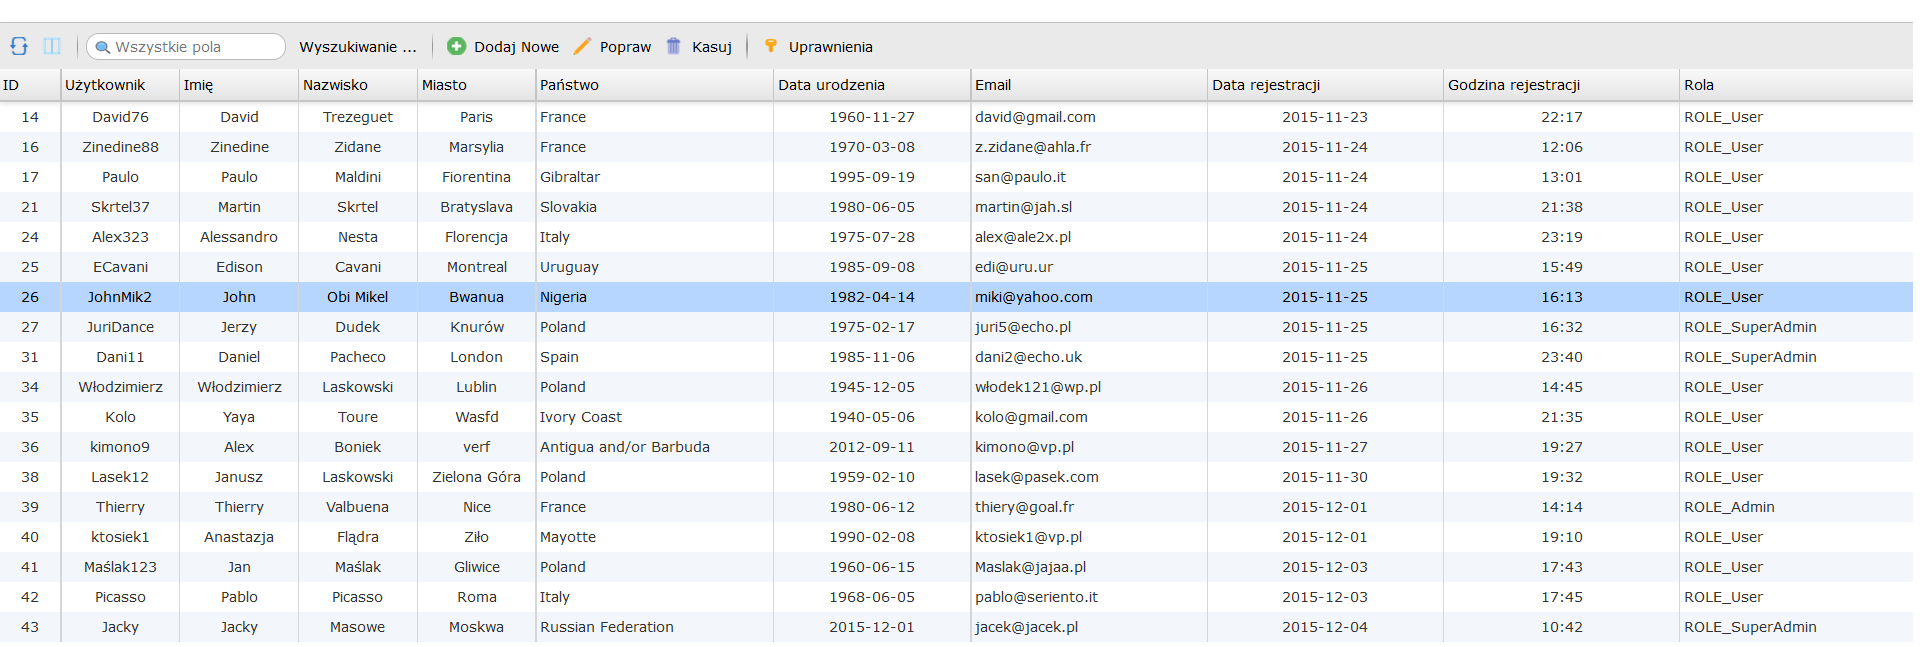 Wszystkie pola Wyszukiwanie ... Dodaj Nowe Popraw Kasuj Uprawnienia
ID Użytkownik Imię Nazwisko Miasto Państwo Data urodzenia Email Data rejestracji Godzina rejestracji Rola
14 David76 David Trezeguet Paris France 1960-11-27 david@gmail.com 2015-11-23 22:17 ROLE_User
16 Zinedine88 Zinedine Zidane Marsylia France 1970-03-08 z.zidane@ahla.fr 2015-11-24 12:06 ROLE_User
17 Paulo Paulo Maldini Fiorentina Gibraltar 1995-09-19 san@paulo.it 2015-11-24 13:01 ROLE_User
21 Skrtel37 Martin Skrtel Bratyslava Slovakia 1980-06-05 martin@jah.sl 2015-11-24 21:38 ROLE_User
24 Alex323 Alessandro Nesta Florencja Italy 1975-07-28 alex@ale2x.pl 2015-11-24 23:19 ROLE_User
25 ECavani Edison Cavani Montreal Uruguay 1985-09-08 edi@uru.ur 2015-11-25 15:49 ROLE_User
26 JohnMik2 John Obi Mikel Bwanua Nigeria 1982-04-14 miki@yahoo.com 2015-11-25 16:13 ROLE_User
27 JuriDance Jerzy Dudek Knurów Poland 1975-02-17 juri5@echo.pl 2015-11-25 16:32 ROLE_SuperAdmin
31 Dani11 Daniel Pacheco London Spain 1985-11-06 dani2@echo.uk 2015-11-25 23:40 ROLE_SuperAdmin
34 Włodzimierz Włodzimierz Laskowski Lublin Poland 1945-12-05 włodek121@wp.pl 2015-11-26 14:45 ROLE_User
35 Kolo Yaya Toure Wasfd Ivory Coast 1940-05-06 kolo@gmail.com 2015-11-26 21:35 ROLE_User
36 kimono9 Alex Boniek verf Antigua and/or Barbuda 2012-09-11 kimono@vp.pl 2015-11-27 19:27 ROLE_User
38 Lasek12 Janusz Laskowski Zielona Góra Poland 1959-02-10 lasek@pasek.com 2015-11-30 19:32 ROLE_User
39 Thierry Thierry Valbuena Nice France 1980-06-12 thiery@goal.fr 2015-12-01 14:14 ROLE_Admin
40 ktosiek1 Anastazja Flądra Ziło Mayotte 1990-02-08 ktosiek1@vp.pl 2015-12-01 19:10 ROLE_User
41 Maślak123 Jan Maślak Gliwice Poland 1960-06-15 Maslak@jajaa.pl 2015-12-03 17:43 ROLE_User
42 Picasso Pablo Picasso Roma Italy 1968-06-05 pablo@seriento.it 2015-12-03 17:45 ROLE_User
43 Jacky Jacky Masowe Moskwa Russian Federation 2015-12-01 jacek@jacek.pl 2015-12-04 10:42 ROLE_SuperAdmin